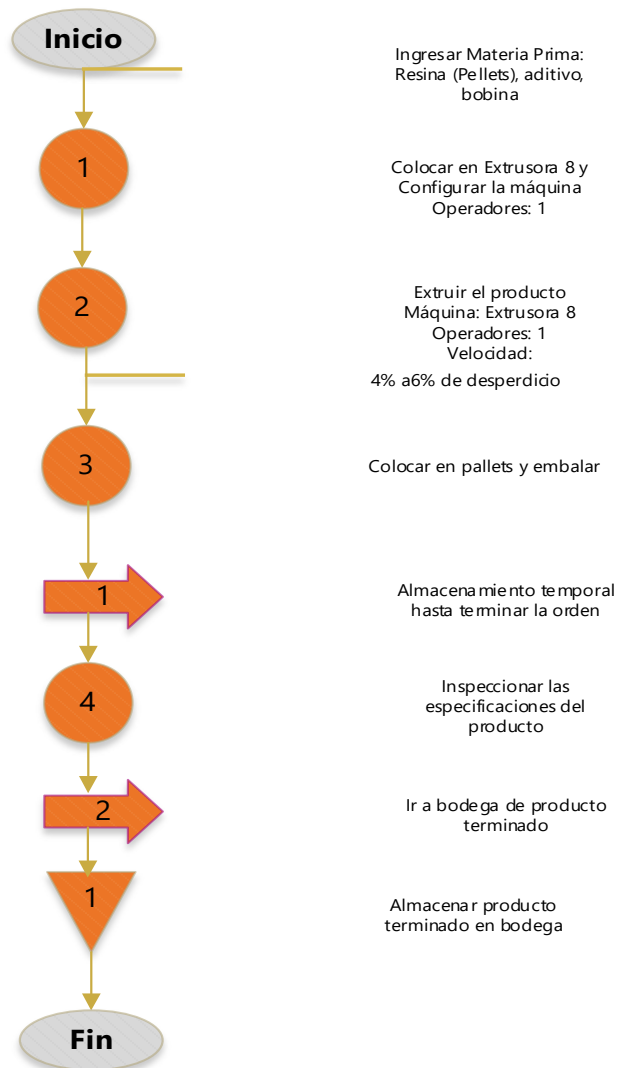 Inicio
Ingresar Materia Prima:
Resina (Pellets), aditivo,
bobina
1
Colocar en Extrusora 8 y
Configurar la máquina
Operadores: 1
2
Extruir el producto
Máquina: Extrusora 8
Operadores: 1
Velocidad:
4% a6% de desperdicio
3
Colocar en pallets y embalar
1
Almacenamiento temporal
hasta terminar la orden
4
Inspeccionar las
especificaciones del
producto
2
Ir a bodega de producto
terminado
1
Almacenar producto
terminado en bodega
Fin